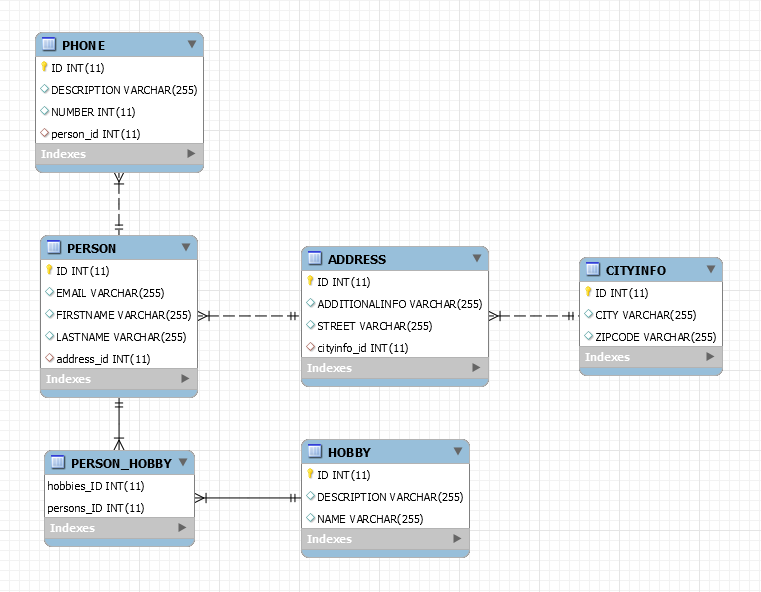 PHONE
ID INT(11)
DESCRIPTION VARCHAR(255)
NUMBER INT(11)
person_id INT(11)
Indexes
PERSON
ID INT(11)
EMAIL VARCHAR(255)
FIRSTNAME VARCHAR(255)
LASTNAME VARCHAR(255)
address_id INT(11)
Indexes
ADDRESS
ID INT(11)
ADDITIONALINFO VARCHAR(255)
STREET VARCHAR(255)
cityinfo_id INT(11)
Indexes
CITYINFO
ID INT(11)
CITY VARCHAR(255)
ZIPCODE VARCHAR(255)
Indexes
PERSON_HOBBY
hobbies_ID INT(11)
persons_ID INT(11)
Indexes
HOBBY
ID INT(11)
DESCRIPTION VARCHAR(255)
NAME VARCHAR(255)
Indexes